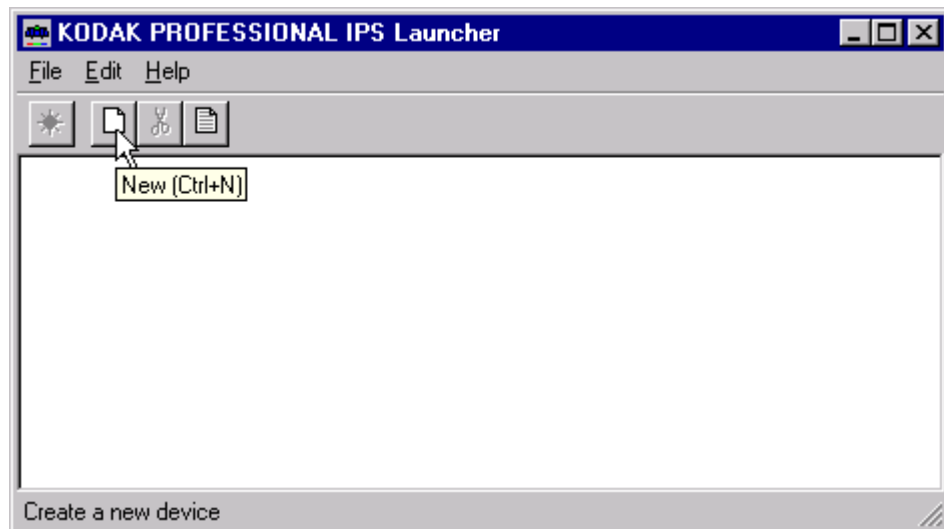 KODAK PROFESSIONAL IPS Launcher
File Edit Help
New (Ctrl+N)
Create a new device